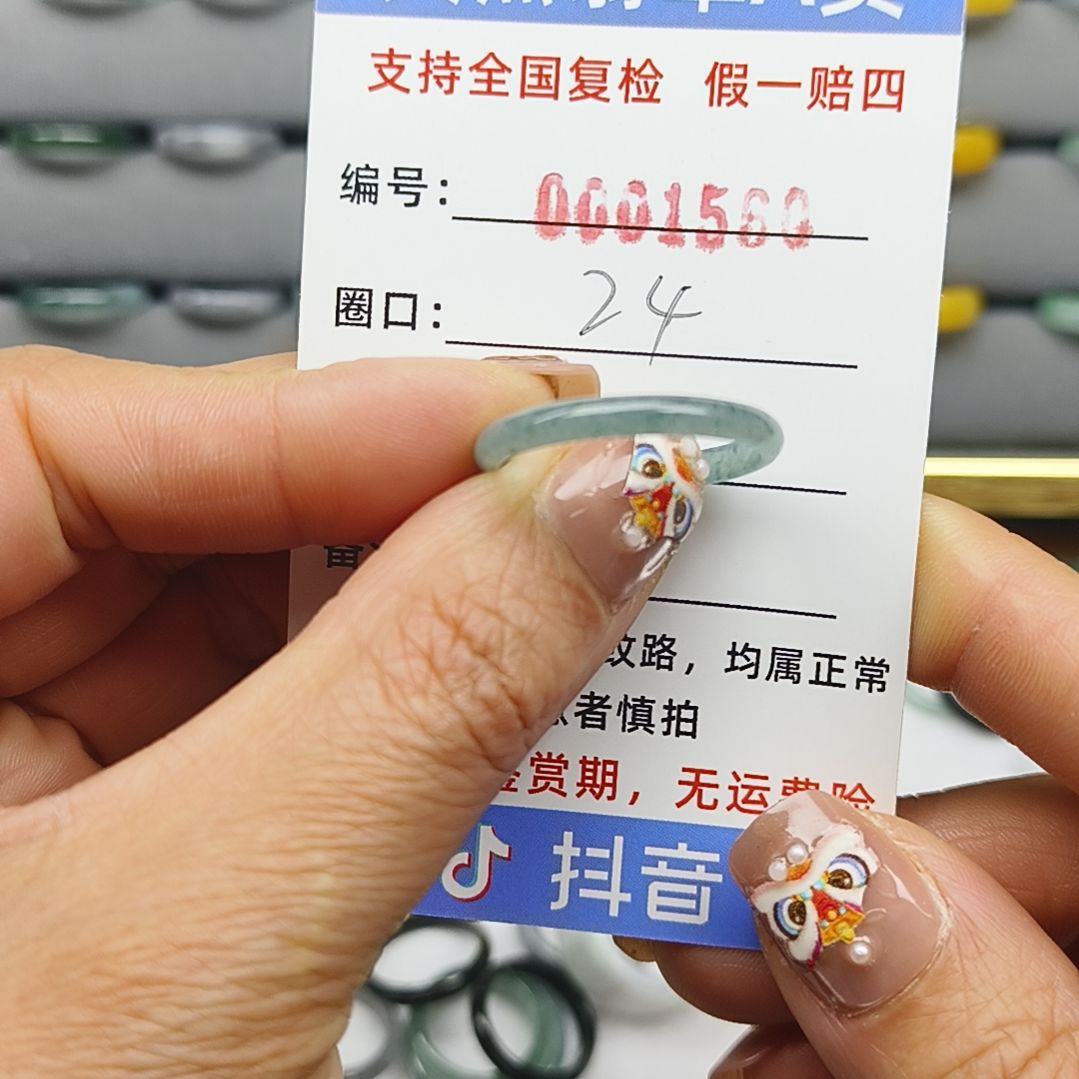 支持全国复检 假一赔四
编号: 0001560
圈口: 24
纹路，均属正常
者慎拍
鉴赏期，无运费险
抖音